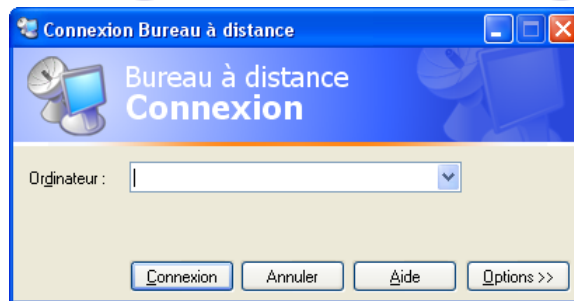 Connexion Bureau à distance
Bureau à distance
Connexion
Ordinateur :
Connexion Annuler Aide Options >>